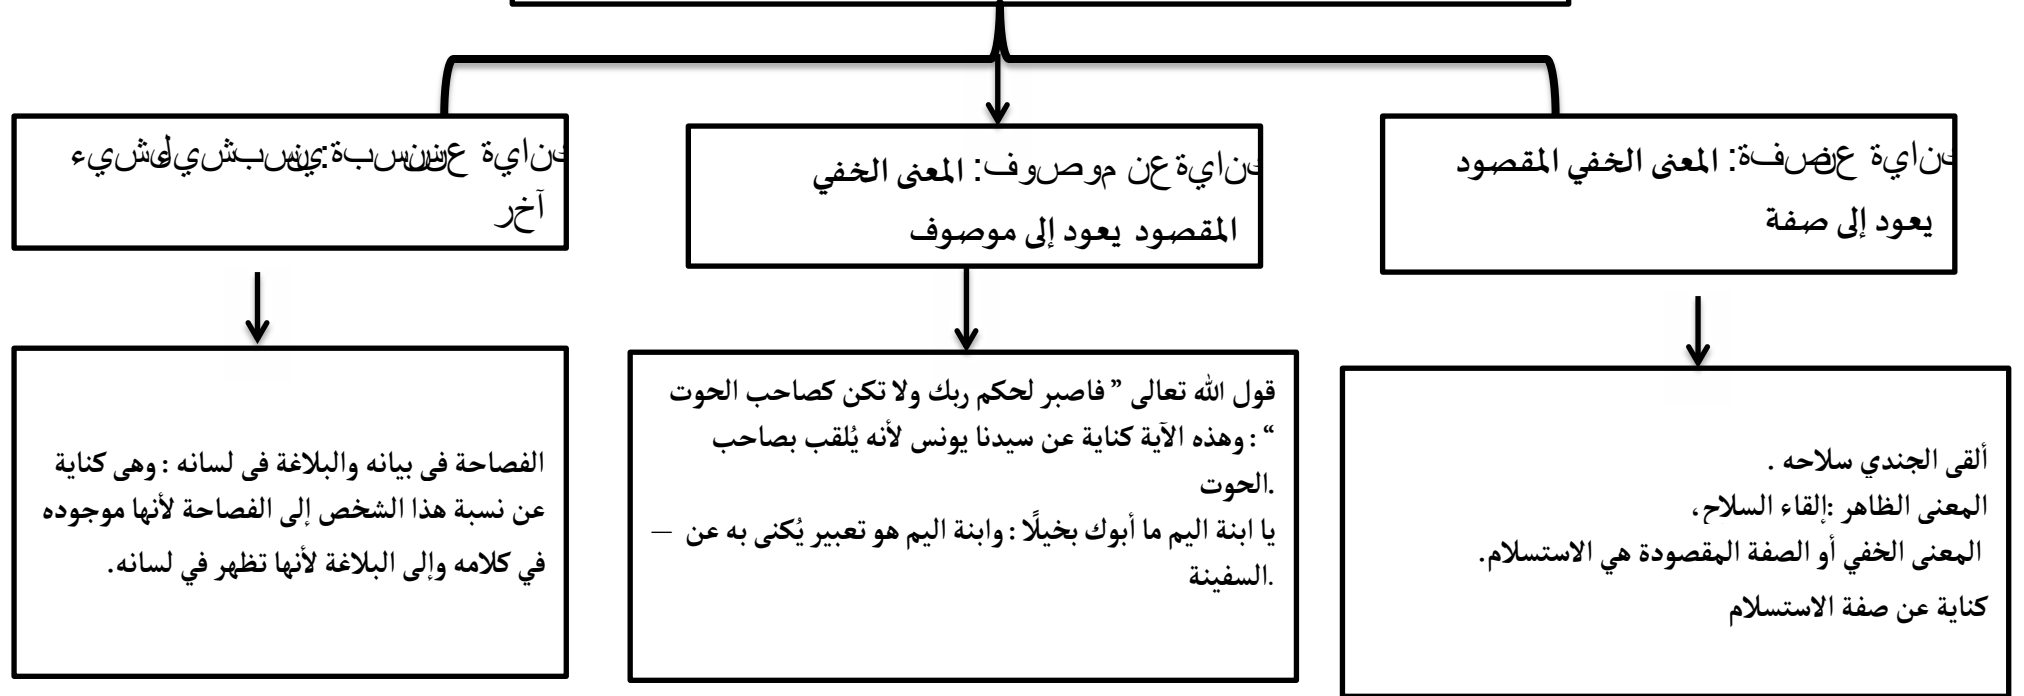 كناية عن صفة: المعنى الخفي المقصود
يعود إلى صفة
كناية عن موصوف: المعنى الخفي
المقصود يعود إلى موصوف
كناية عن نسبة: ينسب شيء لشيء
آخر
ألقى الجندي سلاحه .
المعنى الظاهر :إلقاء السلاح،
المعنى الخفي أو الصفة المقصودة هي الاستسلام.
كناية عن صفة الاستسلام
قول الله تعالى ” فاصبر لحكم ربك ولا تكن كصاحب الحوت
“ : وهذه الآية كناية عن سيدنا يونس لأنه يُلقب بصاحب
.الحوت
يا ابنة اليم ما أبوك بخيلًا : وابنة اليم هو تعبير يُكنى به عن –
.السفينة
الفصاحة فى بيانه والبلاغة فى لسانه : وهى كناية
عن نسبة هذا الشخص إلى الفصاحة لأنها موجوده
في كلامه وإلى البلاغة لأنها تظهر في لسانه.